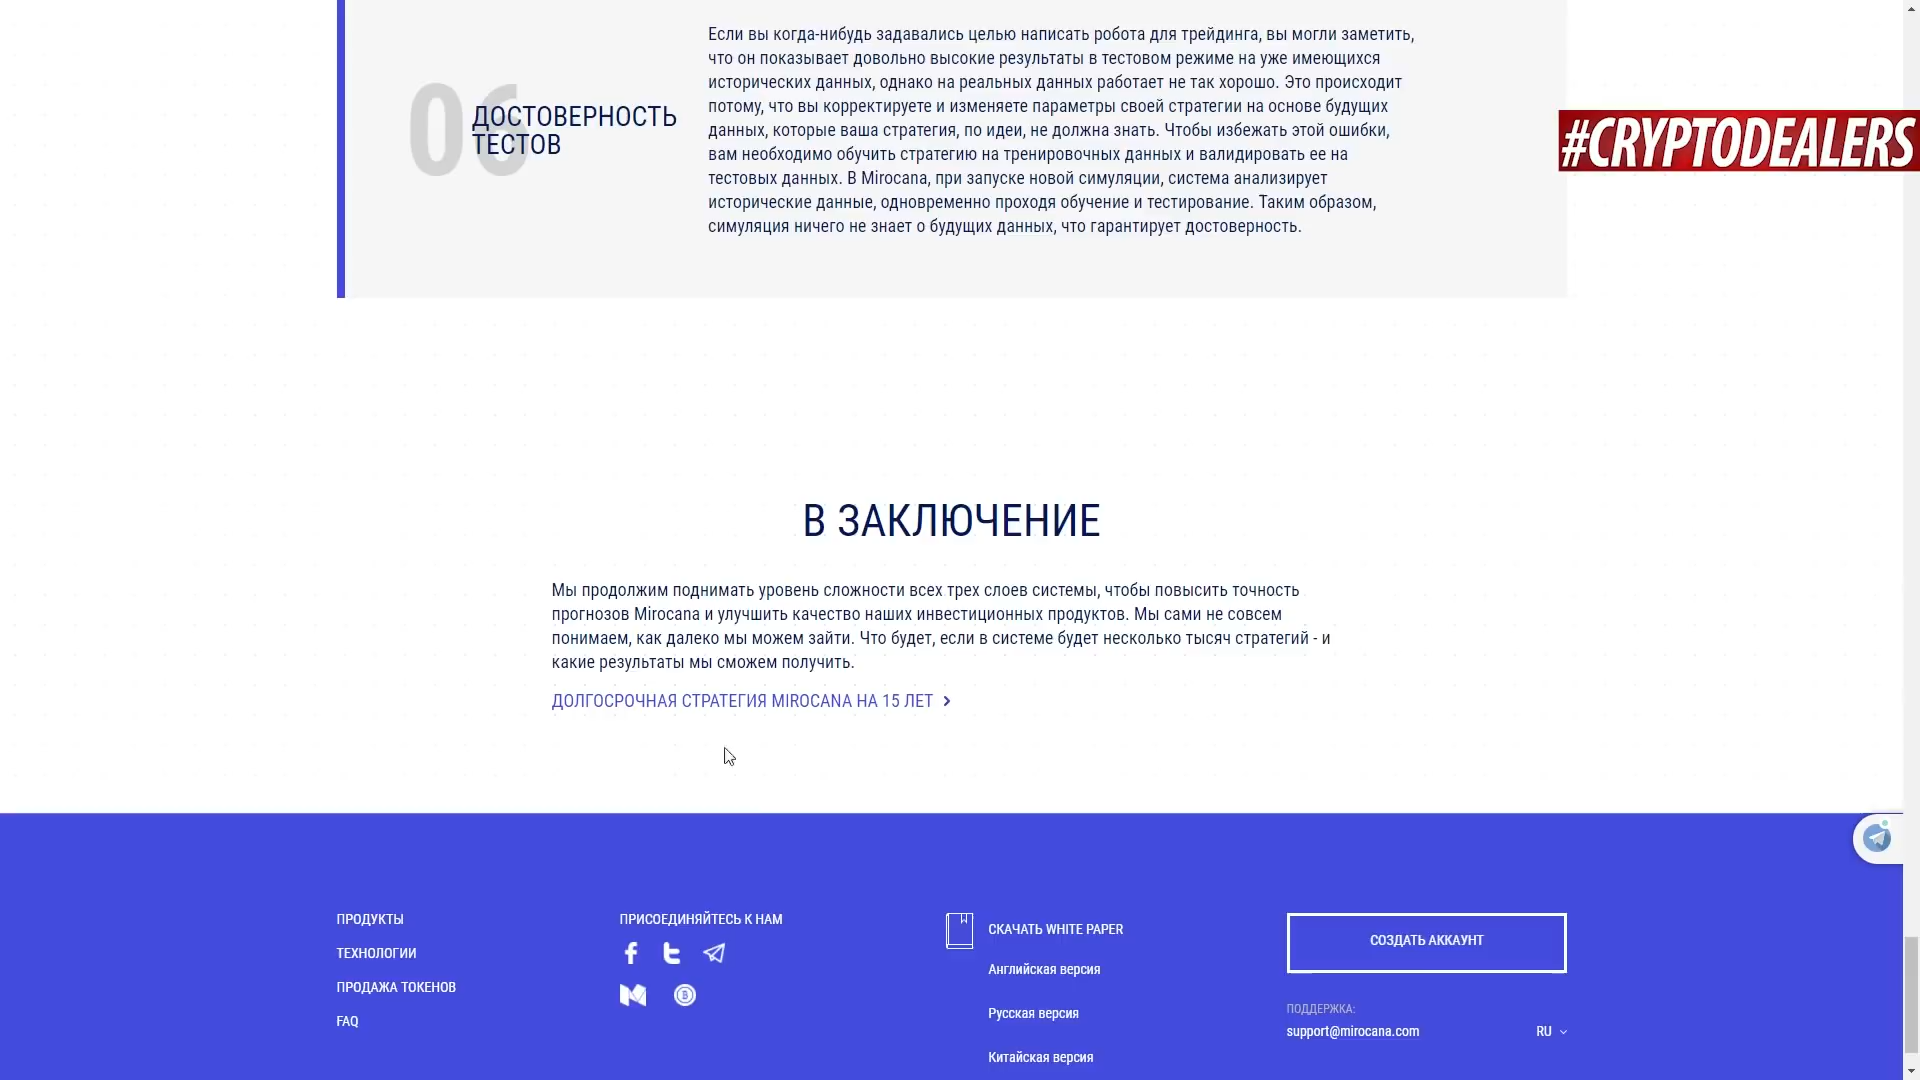 Если вы когда-нибудь задавались целью написать робота для трейдинга, вы могли заметить,
что он показывает довольно высокие результаты в тестовом режиме на уже имеющихся
исторических данных, однако на реальных данных работает не так хорошо. Это происходит
потому, что вы корректируете и изменяете параметры своей стратегии на основе будущих
данных, которые ваша стратегия, по идеи, не должна знать. Чтобы избежать этой ошибки,
вам необходимо обучить стратегию на тренировочных данных и валидировать ее на
тестовых данных. В Mirocana, при запуске новой симуляции, система анализирует
исторические данные, одновременно проходя обучение и тестирование. Таким образом,
симуляция ничего не знает о будущих данных, что гарантирует достоверность.
06
ДОСТОВЕРНОСТЬ
ТЕСТОВ
#CRYPTODEALERS
В ЗАКЛЮЧЕНИЕ
Мы продолжим поднимать уровень сложности всех трех слоев системы, чтобы повысить точность
прогнозов Mirocana и улучшить качество наших инвестиционных продуктов. Мы сами не совсем
понимаем, как далеко мы можем зайти. Что будет, если в системе будет несколько тысяч стратегий - и
какие результаты мы сможем получить.
ДОЛГОСРОЧНАЯ СТРАТЕГИЯ MIROCANA НА 15 ЛЕТ
ПРОДУКТЫ
ТЕХНОЛОГИИ
ПРОДАЖА ТОКЕНОВ
FAQ
ПРИСОЕДИНЯЙТЕСЬ К НАМ
СКАЧАТЬ WHITE PAPER
Английская версия
Русская версия
Китайская версия
СОЗДАТЬ АККАУНТ
ПОДДЕРЖКА:
support@mirocana.com
RU